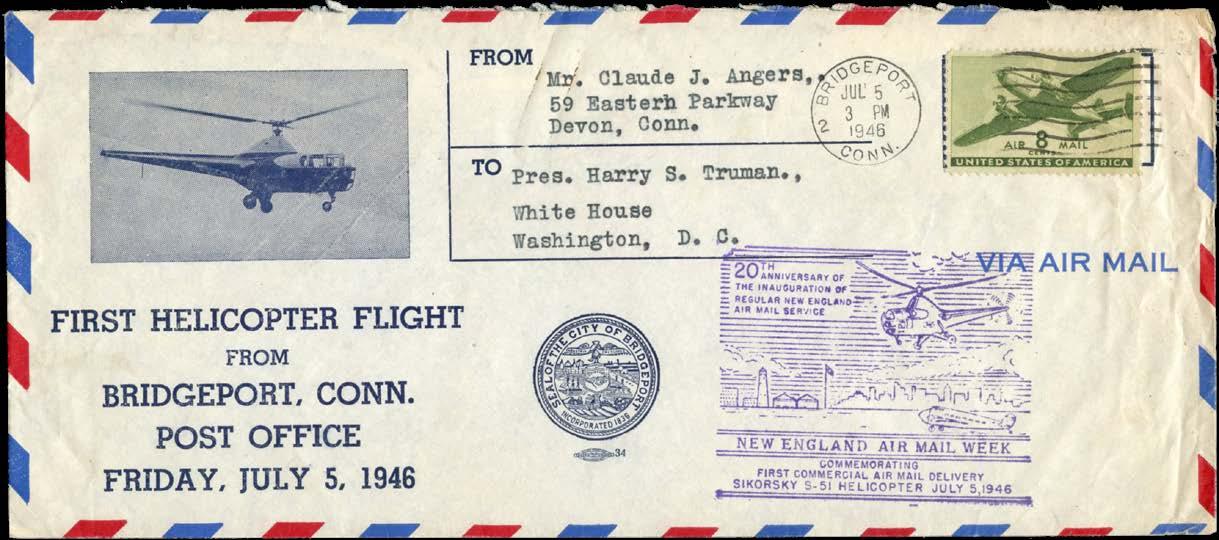 FROM
Mr. Claude J. Angers,.
59 Eastern Parkway
Devon, Conn.
TO
Pres. Harry S. Truman.,
White House
Washington, D. C.
BRIDGEPORT
JUL 5
3 PM
1946
2 CONN.
AIR 8 MAIL
CENTS
UNITED STATES OF AMERICA
VIA AIR MAIL
FIRST HELICOPTER FLIGHT
FROM
BRIDGEPORT, CONN.
POST OFFICE
FRIDAY, JULY 5, 1946
SEAL OF THE CITY OF BRIDGEPORT
INCORPORATED 1836
34
20TH
ANNIVERSARY OF
THE INAUGURATION OF
REGULAR NEW ENGLAND
AIR MAIL SERVICE
NEW ENGLAND AIR MAIL WEEK
COMMEMORATING
FIRST COMMERCIAL AIR MAIL DELIVERY
SIKORSKY S-51 HELICOPTER JULY 5,1946